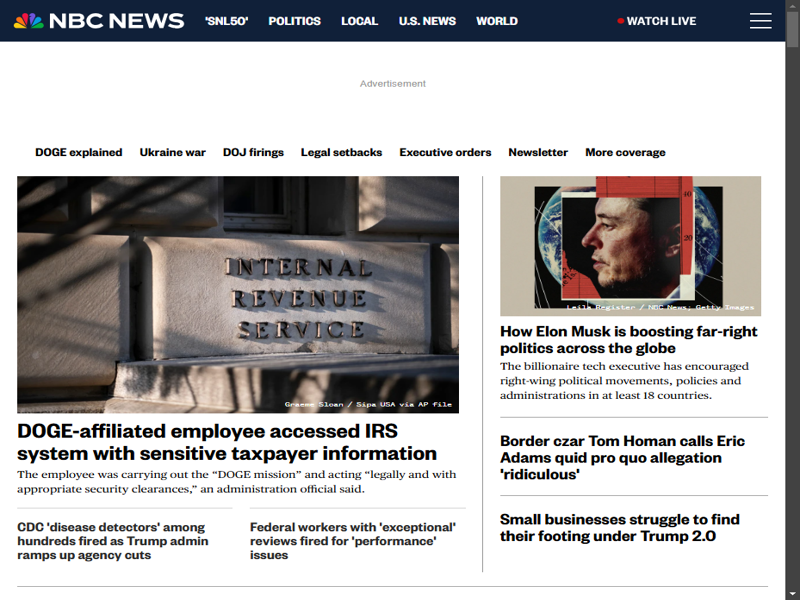 NBC NEWS
'SNL50'
POLITICS
LOCAL
U.S. NEWS
WORLD
WATCH LIVE
Advertisement
DOGE explained
Ukraine war
DOJ firings
Legal setbacks
Executive orders
Newsletter
More coverage
INTERNAL
REVENUE
SERVICE
Graeme Sloan / Sipa USA via AP file
DOGE-affiliated employee accessed IRS
system with sensitive taxpayer information
The employee was carrying out the “DOGE mission” and acting “legally and with
appropriate security clearances,” an administration official said.
CDC 'disease detectors' among
hundreds fired as Trump admin
ramps up agency cuts
Federal workers with 'exceptional'
reviews fired for 'performance'
issues
40
20
Leila Register / NBC News; Getty Images
How Elon Musk is boosting far-right
politics across the globe
The billionaire tech executive has encouraged
right-wing political movements, policies and
administrations in at least 18 countries.
Border czar Tom Homan calls Eric
Adams quid pro quo allegation
'ridiculous'
Small businesses struggle to find
their footing under Trump 2.0